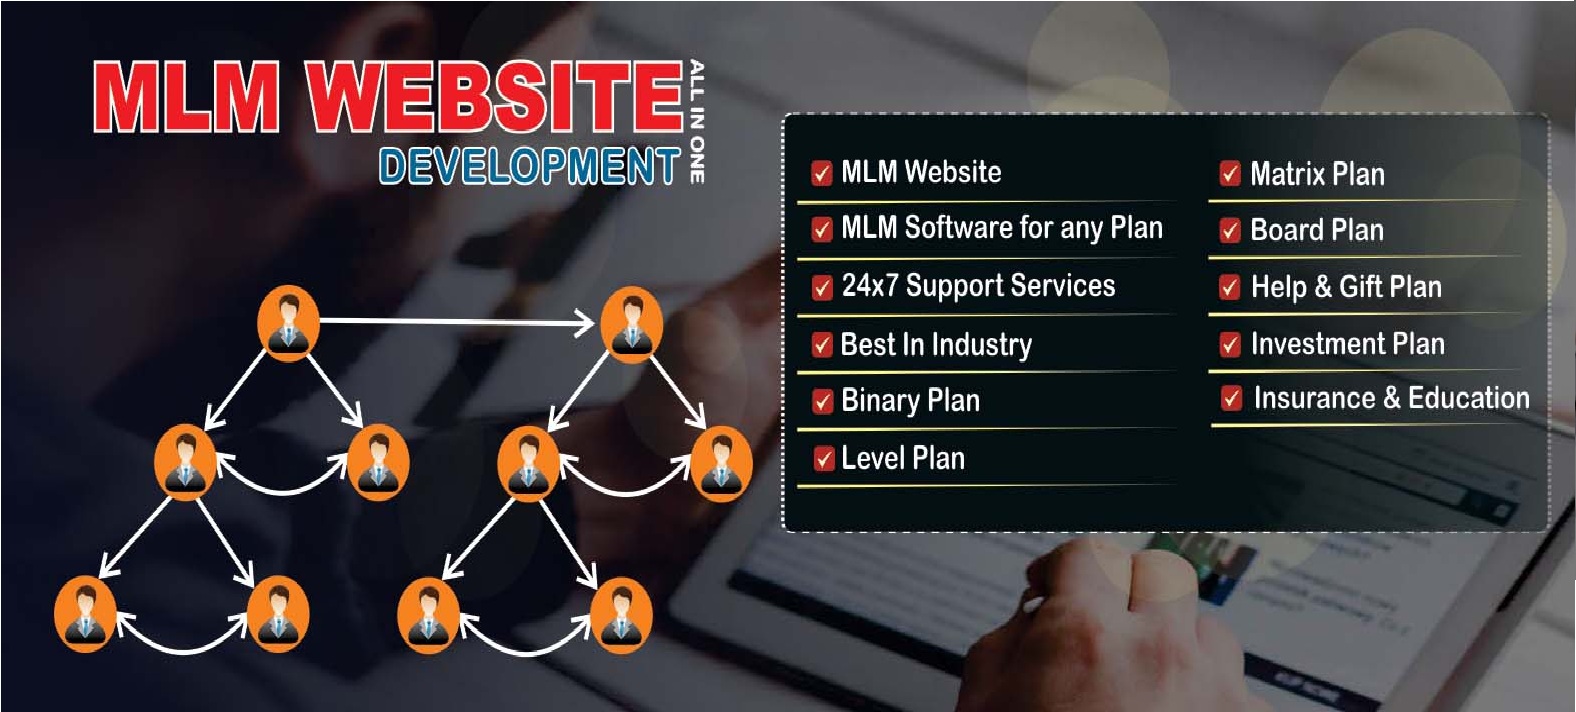 MLM WEBSITE
ALL IN ONE
DEVELOPMENT
MLM Website
MLM Software for any Plan
24x7 Support Services
Best In Industry
Binary Plan
Level Plan
Matrix Plan
Board Plan
Help & Gift Plan
Investment Plan
Insurance & Education